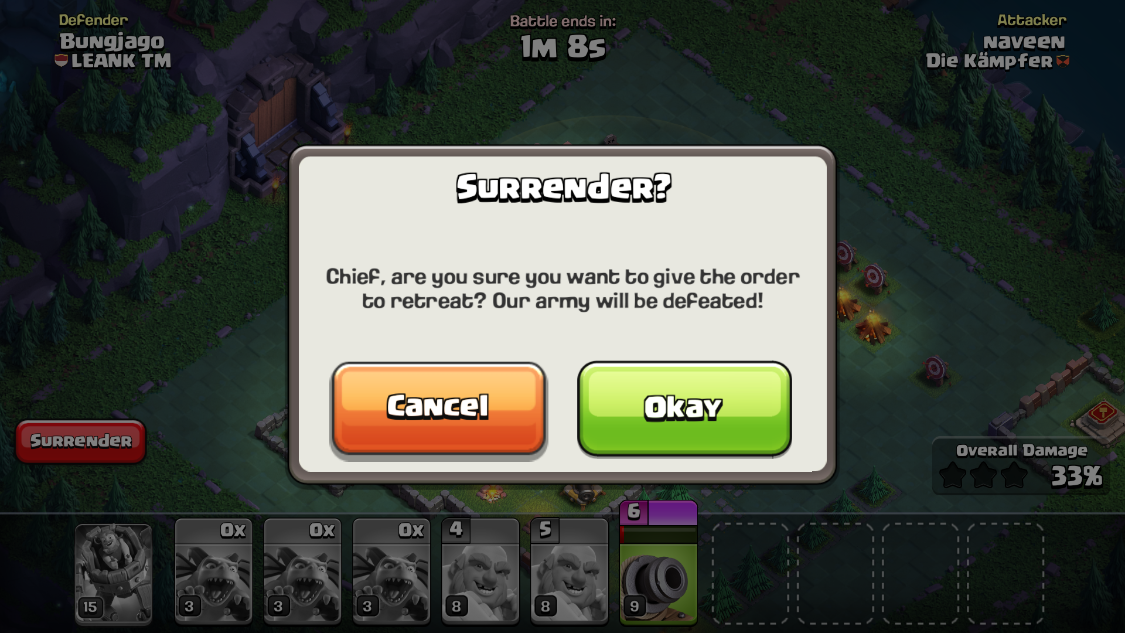 Defender
Bungjago
LEANK TM
Battle ends in:
1m 8s
Attacker
naveen
Die Kämpfer
Surrender?
Chief, are you sure you want to give the order
to retreat? Our army will be defeated!
Cancel
Okay
Surrender
Overall Damage
33%
0x
0x
0x
4
5
6
15
3
3
3
8
8
9